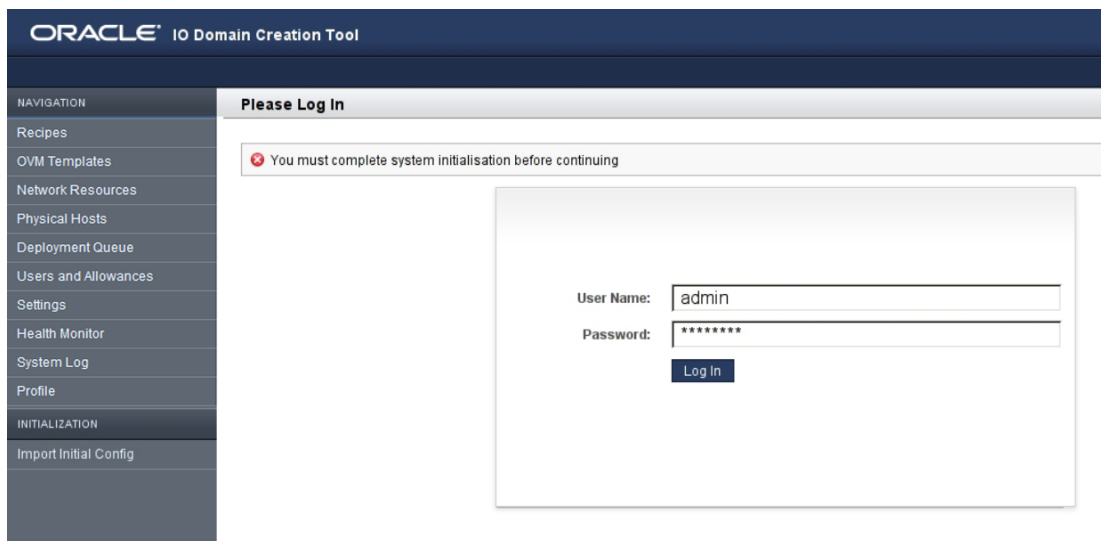 ORACLE® IO Domain Creation Tool
NAVIGATION
Recipes
OVM Templates
Network Resources
Physical Hosts
Deployment Queue
Users and Allowances
Settings
Health Monitor
System Log
Profile
INITIALIZATION
Import Initial Config
Please Log In
You must complete system initialisation before continuing
User Name: admin
Password: ********
Log In